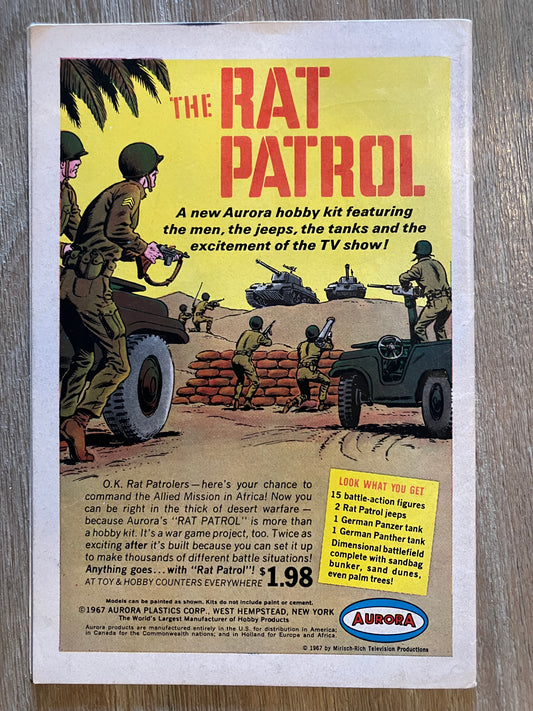 THE RAT
PATROL
A new Aurora hobby kit featuring
the men, the jeeps, the tanks and the
excitement of the TV show!
O.K. Rat Patrolers—here's your chance to
command the Allied Mission in Africa! Now you
can be right in the thick of desert warfare—
because Aurora's "RAT PATROL" is more than
a hobby kit. It's a war game project, too. Twice as
exciting after it's built because you can set it up
to make thousands of different battle situations!
Anything goes...with "Rat Patrol"! $1.98
AT TOY & HOBBY COUNTERS EVERYWHERE
LOOK WHAT YOU GET
15 battle-action figures
2 Rat Patrol jeeps
1 German Panzer tank
1 German Panther tank
Dimensional battlefield
complete with sandbag
bunker, sand dunes,
even palm trees!
Models can be painted as shown. Kits do not include paint or cement.
©1967 AURORA PLASTICS CORP., WEST HEMPSTEAD, NEW YORK
The World's Largest Manufacturer of Hobby Products
Aurora products are manufactured entirely in the U.S. for distribution in America;
in Canada for the Commonwealth nations; and in Holland for Europe and Africa.
AURORA
© 1967 by Mirisch-Rich Television Productions